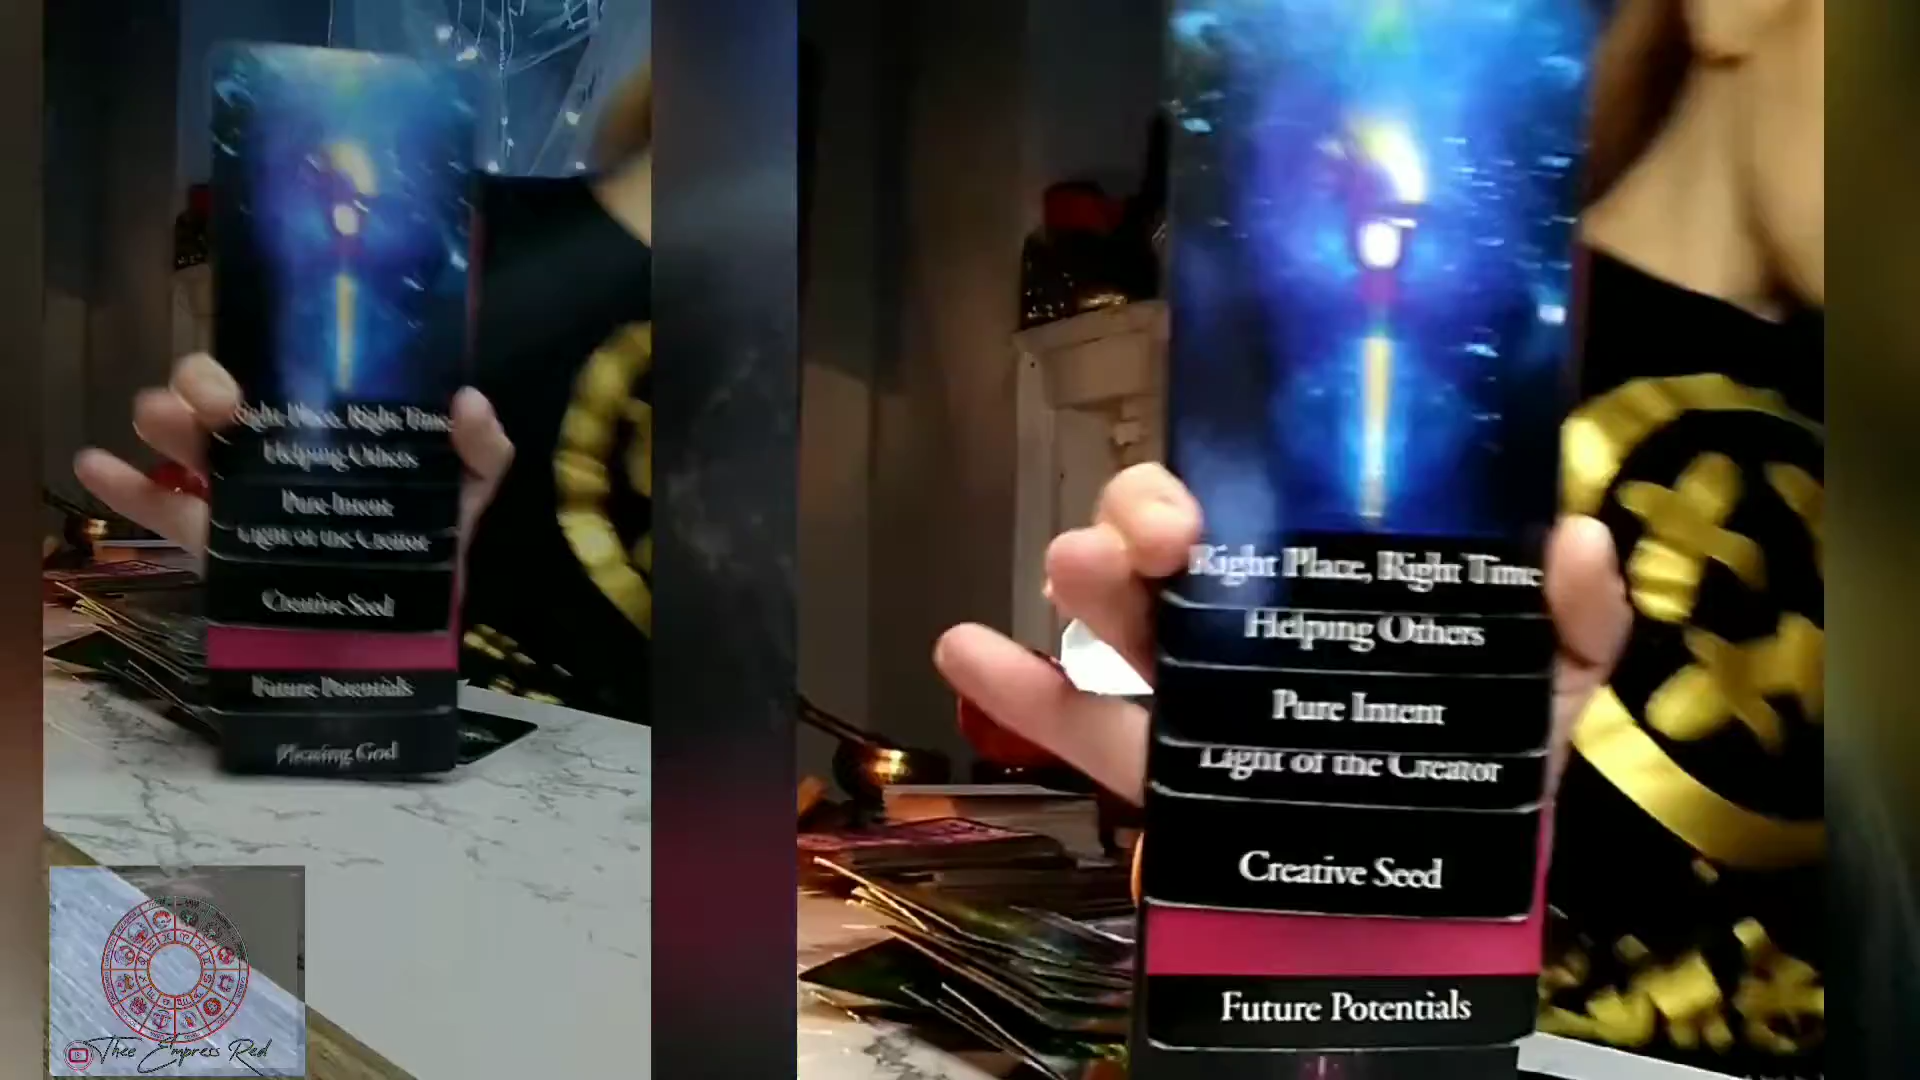 Right Place, Right Time
Helping Others
Pure Intent
Light of the Creator
Creative Seed
Future Potentials
Pleasing God
Right Place, Right Time
Helping Others
Pure Intent
Light of the Creator
Creative Seed
Future Potentials
Thee Empress Red